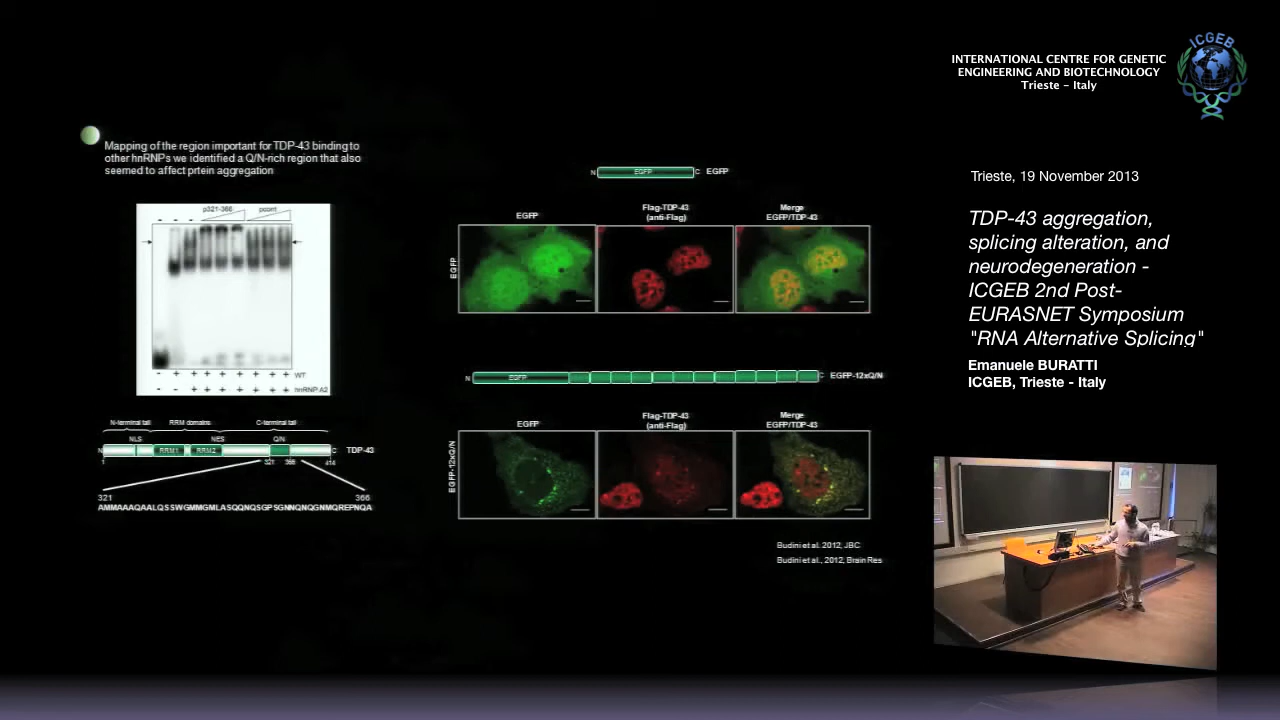 INTERNATIONAL CENTRE FOR GENETIC
ENGINEERING AND BIOTECHNOLOGY
Trieste - Italy
ICGEB
Trieste, 19 November 2013
TDP-43 aggregation,
splicing alteration, and
neurodegeneration -
ICGEB 2nd Post-
EURASNET Symposium
"RNA Alternative Splicing"
Emanuele BURATTI
ICGEB, Trieste - Italy
Mapping of the region important for TDP-43 binding to
other hnRNPs we identified a Q/N-rich region that also
seemed to affect prtein aggregation
p321-366 pcont
- - -
- + + + + + + + WT
- - + + + + + + hnRNP A2
N-terminal tail RRM domains C-terminal tail
NLS NES Q/N
N RRM1 RRM2 C TDP-43
1 321 366 414
321 366
AMMAAAQAALQSSWGMMGMLASQQNQSGPSGNNQNQGNMQREPNQA
N EGFP C EGFP
EGFP Flag-TDP-43 (anti-Flag) Merge EGFP/TDP-43
EGFP
N EGFP C EGFP-12xQ/N
EGFP Flag-TDP-43 (anti-Flag) Merge EGFP/TDP-43
EGFP-12xQ/N
Budini et al. 2012, JBC
Budini et al., 2012, Brain Res